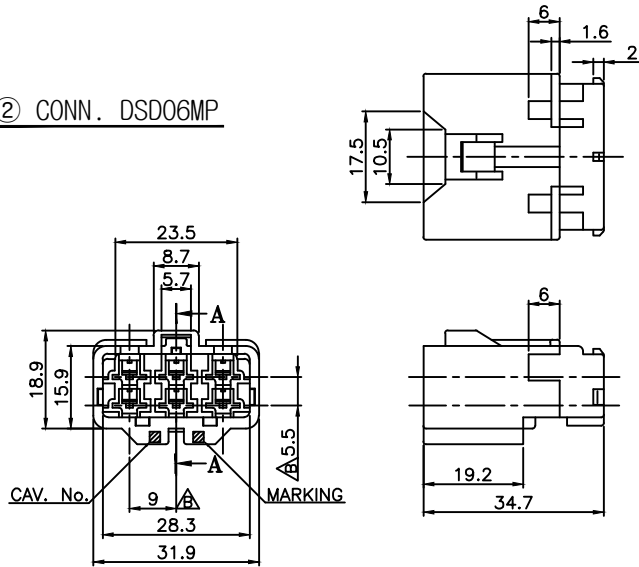 ② CONN. DSD06MP
6
1.6
2
17.5
10.5
23.5
8.7
5.7
A
18.9
15.9
B 5.5
A
CAV. No.
9 B
MARKING
28.3
31.9
6
19.2
34.7